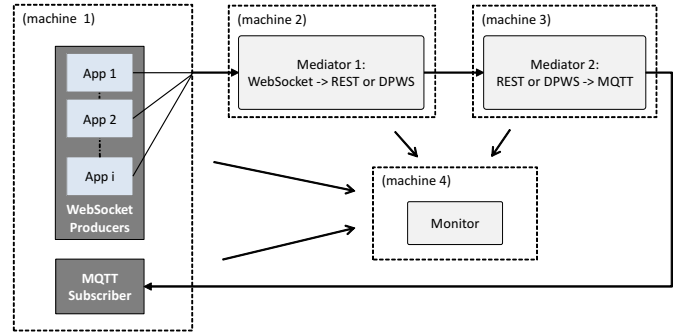 (machine 1)
App 1
App 2
App i
WebSocket
Producers
MQTT
Subscriber
(machine 2)
Mediator 1:
WebSocket -> REST or DPWS
(machine 3)
Mediator 2:
REST or DPWS -> MQTT
(machine 4)
Monitor